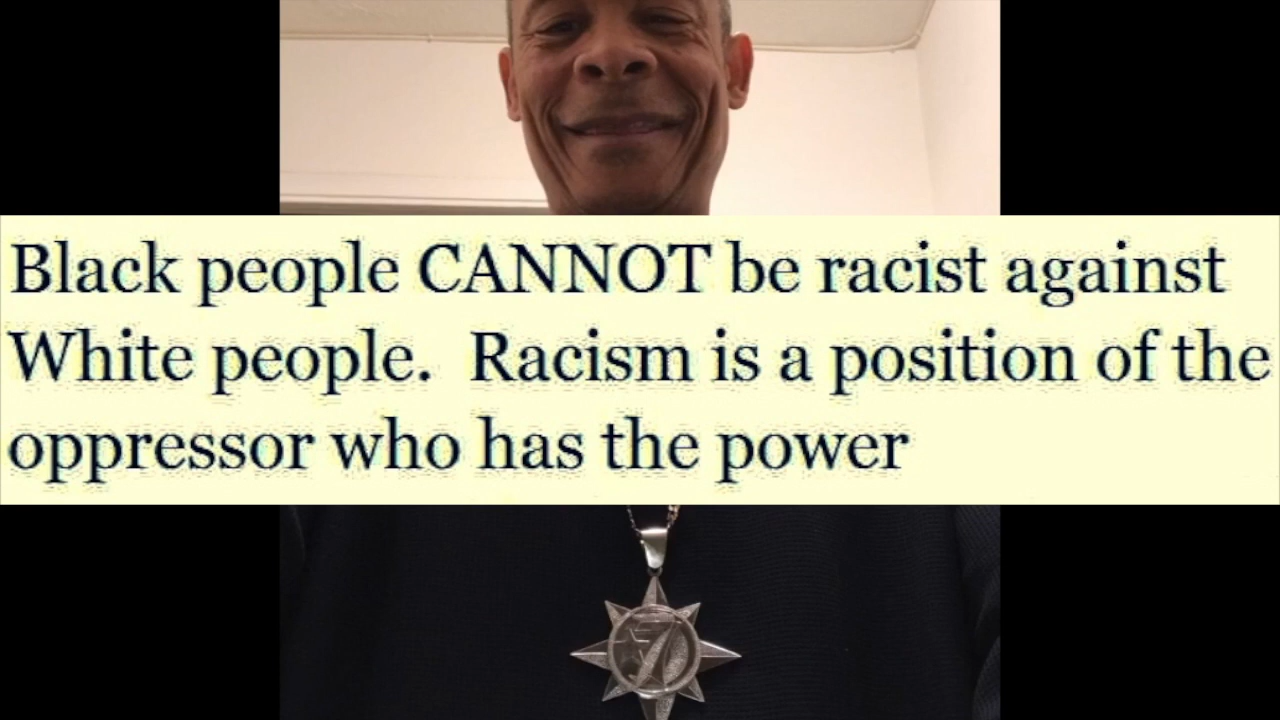 Black people CANNOT be racist against
White people.  Racism is a position of the
oppressor who has the power